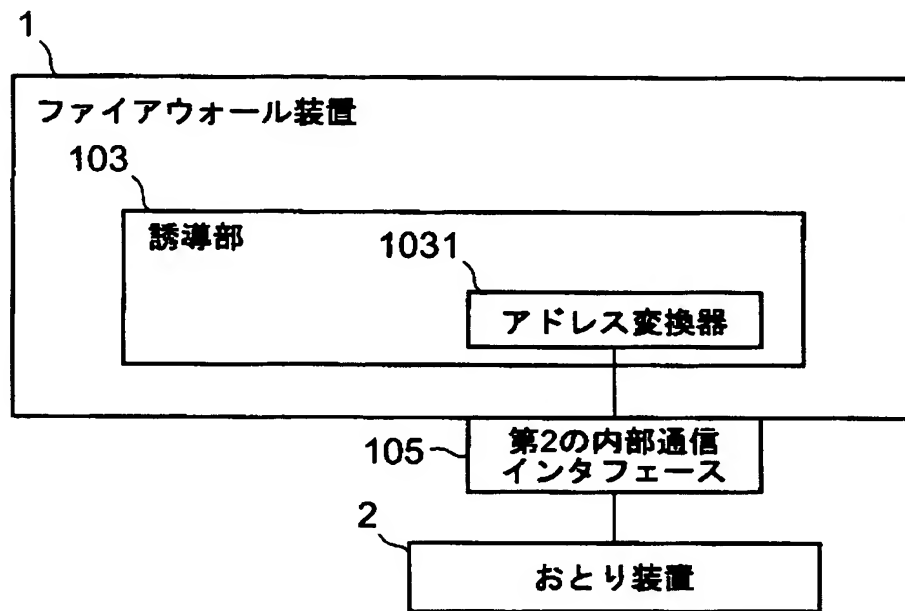 1
ファイアウォール装置
103
誘導部
1031
アドレス変換器
105
第2の内部通信
インタフェース
2
おとり装置